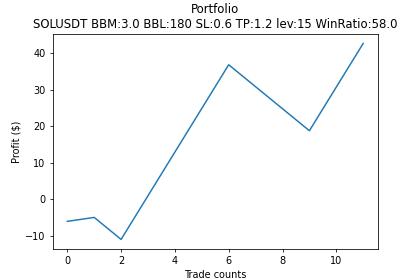 Portfolio
SOLUSDT BBM:3.0 BBL:180 SL:0.6 TP:1.2 lev:15 WinRatio:58.0
40
30
20
10
0
−10
Profit ($)
0 2 4 6 8 10
Trade counts